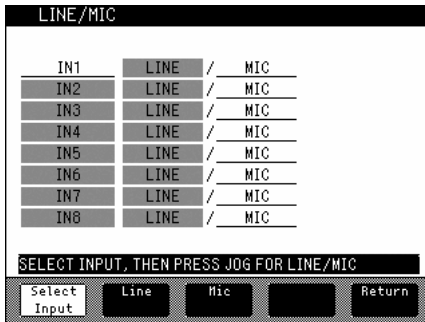 LINE/MIC
IN1 LINE / MIC
IN2 LINE / MIC
IN3 LINE / MIC
IN4 LINE / MIC
IN5 LINE / MIC
IN6 LINE / MIC
IN7 LINE / MIC
IN8 LINE / MIC
SELECT INPUT, THEN PRESS JOG FOR LINE/MIC
Select Line Mic Return
Input